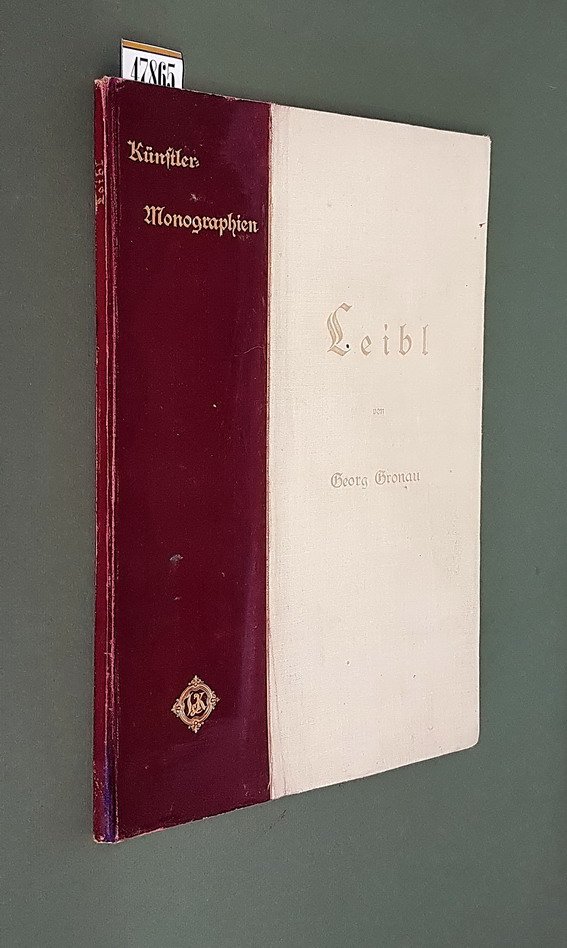 47865
Leibl
Künstler-
Monographien
Leibl
von
Georg Gronau